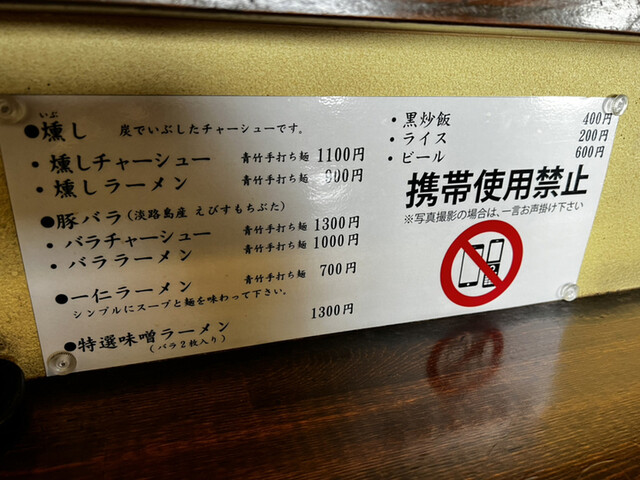 いぶ
●燻し 炭でいぶしたチャーシューです。
・燻しチャーシュー 青竹手打ち麺 1100円
・燻しラーメン 青竹手打ち麺 800円
●豚バラ(淡路島産 えびすもちぶた)
・バラチャーシュー 青竹手打ち麺 1300円
・バララーメン 青竹手打ち麺 1000円
●一仁ラーメン 青竹手打ち麺 700円
シンプルにスープと麺を味わって下さい。
●特選味噌ラーメン 1300円
(バラ2枚入り)
・黒炒飯 400円
・ライス 200円
・ビール 600円
携帯使用禁止
※写真撮影の場合は、一言お声掛け下さい